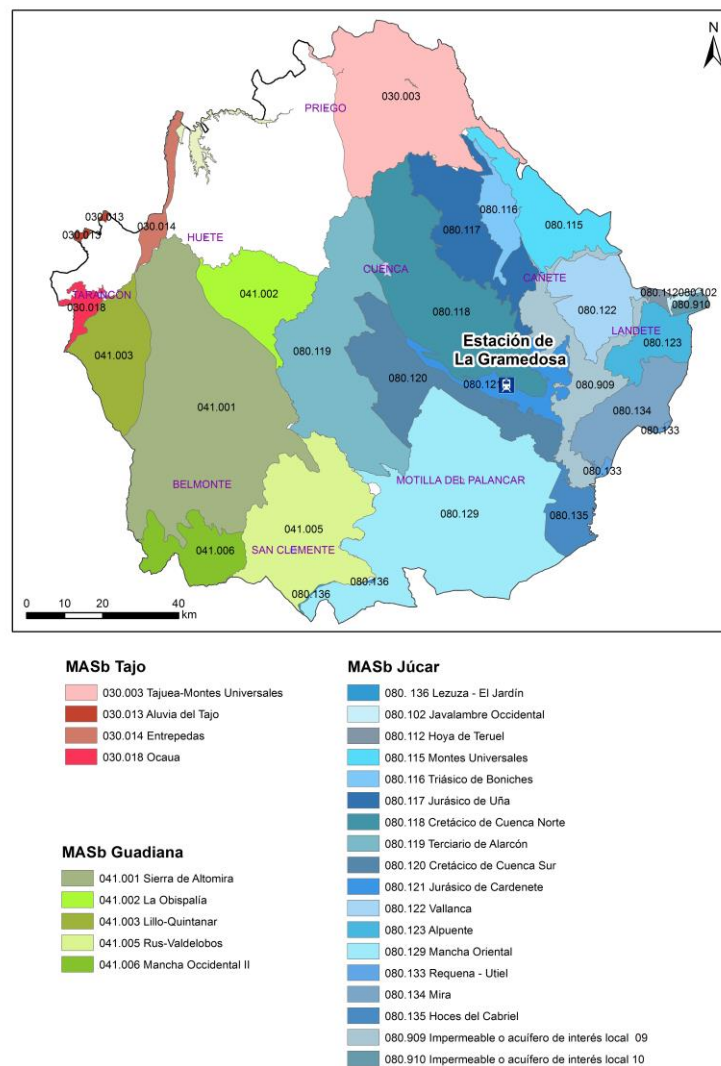 N
030.003
PRIEGO
080.116
080.117
080.115
030.013
030.013
030.014
HUETE
CUENCA
CAÑETE
041.002
TARANCÓN
030.018
080.118
080.122
080.112
080.102
080.910
LANDETE
080.123
Estación de
La Gramedosa
041.003
080.119
080.120
080.121
080.909
041.001
080.134
080.133
080.133
BELMONTE
MOTILLA DEL PALANCAR
080.129
080.135
041.005
041.006
SAN CLEMENTE
080.136
080.136
0 10 20 40
km
MASb Tajo
030.003 Tajuea-Montes Universales
030.013 Aluvia del Tajo
030.014 Entrepedas
030.018 Ocaua
MASb Guadiana
041.001 Sierra de Altomira
041.002 La Obispalía
041.003 Lillo-Quintanar
041.005 Rus-Valdelobos
041.006 Mancha Occidental II
MASb Júcar
080. 136 Lezuza - El Jardín
080.102 Javalambre Occidental
080.112 Hoya de Teruel
080.115 Montes Universales
080.116 Triásico de Boniches
080.117 Jurásico de Uña
080.118 Cretácico de Cuenca Norte
080.119 Terciario de Alarcón
080.120 Cretácico de Cuenca Sur
080.121 Jurásico de Cardenete
080.122 Vallanca
080.123 Alpuente
080.129 Mancha Oriental
080.133 Requena - Utiel
080.134 Mira
080.135 Hoces del Cabriel
080.909 Impermeable o acuífero de interés local 09
080.910 Impermeable o acuífero de interés local 10